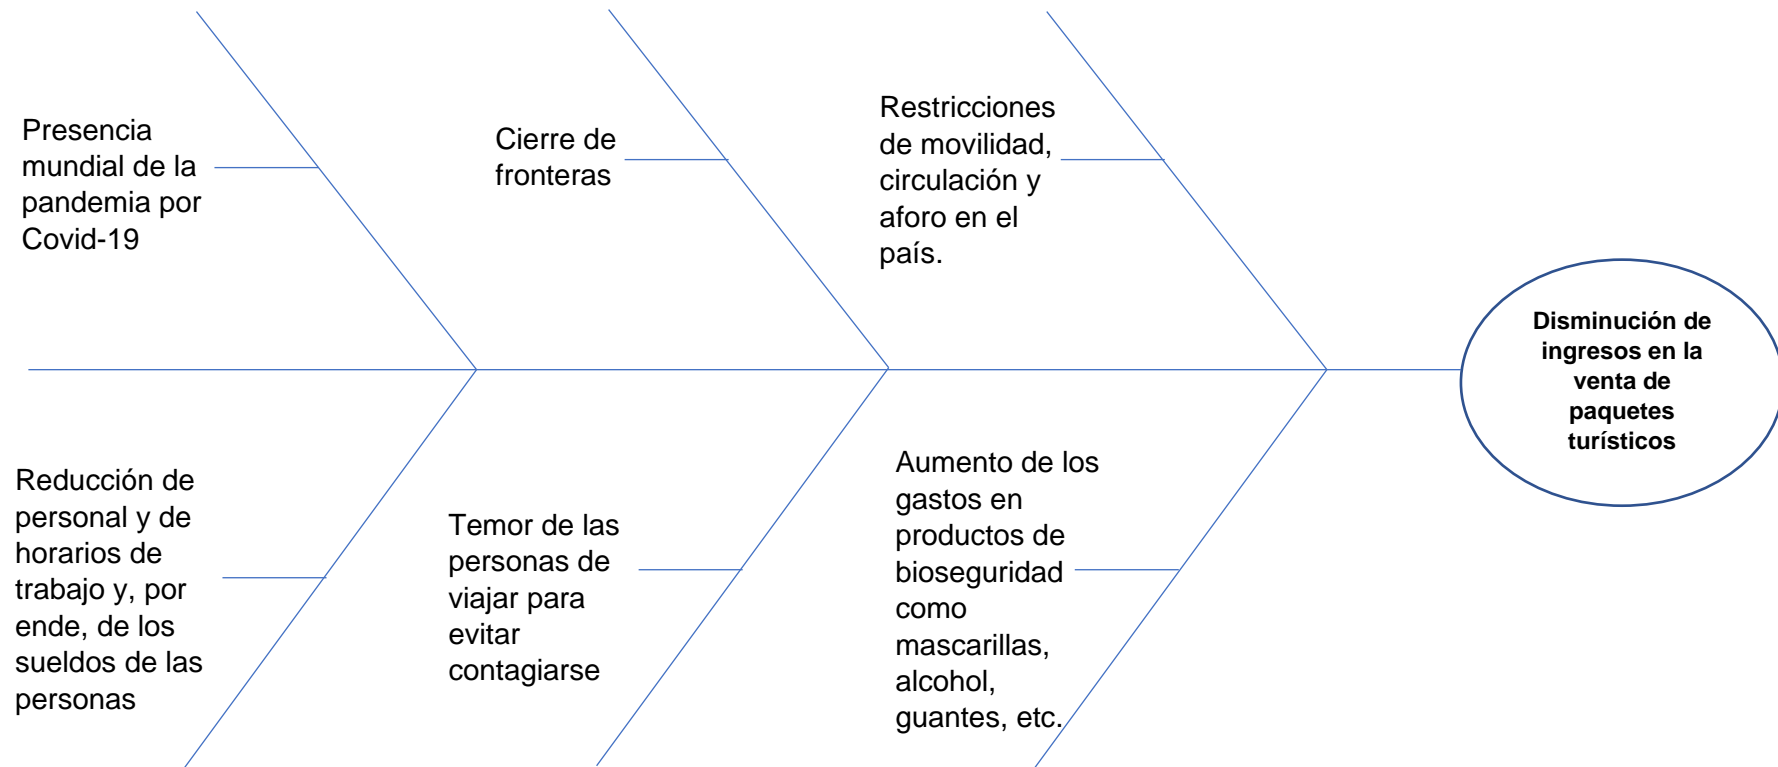 Presencia
mundial de la
pandemia por
Covid-19
Cierre de
fronteras
Restricciones
de movilidad,
circulación y
aforo en el
país.
Disminución de
ingresos en la
venta de
paquetes
turísticos
Reducción de
personal y de
horarios de
trabajo y, por
ende, de los
sueldos de las
personas
Temor de las
personas de
viajar para
evitar
contagiarse
Aumento de los
gastos en
productos de
bioseguridad
como
mascarillas,
alcohol,
guantes, etc.